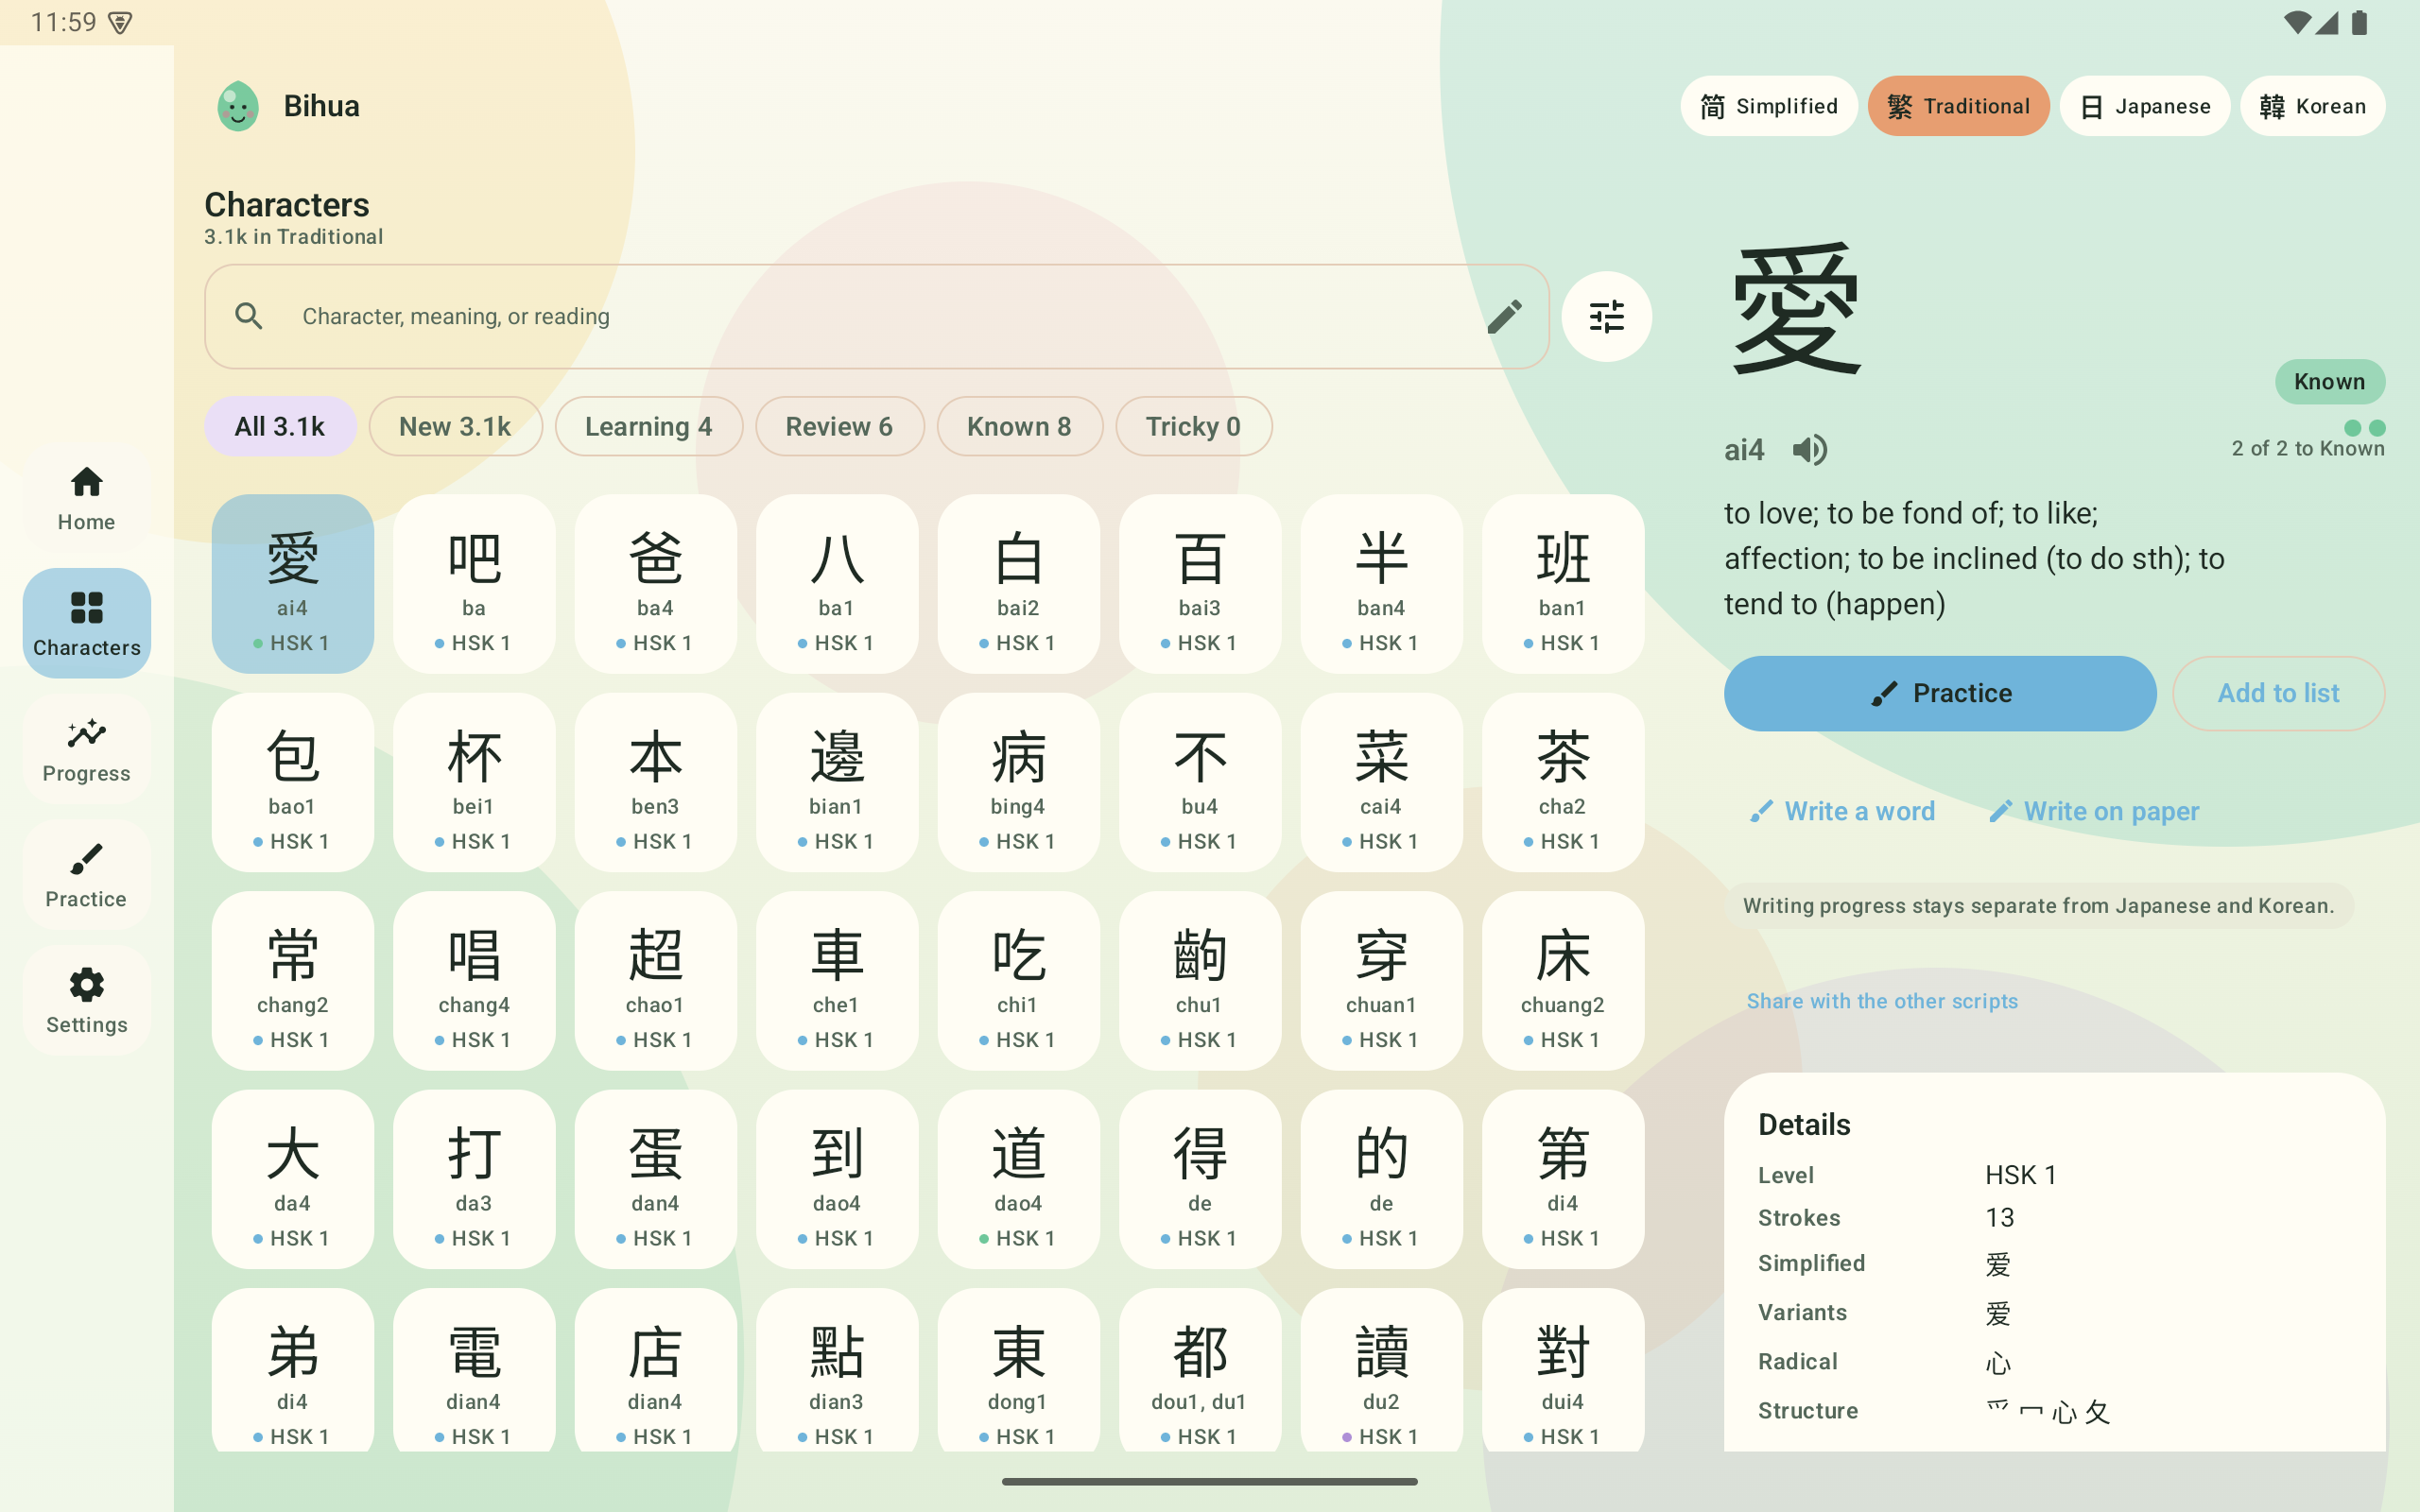 11:59
Bihua
简 Simplified
繁 Traditional
日 Japanese
韓 Korean
Characters
3.1k in Traditional
Character, meaning, or reading
All 3.1k
New 3.1k
Learning 4
Review 6
Known 8
Tricky 0
Home
Characters
Progress
Practice
Settings
愛 吧 爸 八 白 百 半 班
ai4 ba ba4 ba1 bai2 bai3 ban4 ban1
HSK 1 HSK 1 HSK 1 HSK 1 HSK 1 HSK 1 HSK 1 HSK 1
包 杯 本 邊 病 不 菜 茶
bao1 bei1 ben3 bian1 bing4 bu4 cai4 cha2
HSK 1 HSK 1 HSK 1 HSK 1 HSK 1 HSK 1 HSK 1 HSK 1
常 唱 超 車 吃 齣 穿 床
chang2 chang4 chao1 che1 chi1 chu1 chuan1 chuang2
HSK 1 HSK 1 HSK 1 HSK 1 HSK 1 HSK 1 HSK 1 HSK 1
大 打 蛋 到 道 得 的 第
da4 da3 dan4 dao4 dao4 de de di4
HSK 1 HSK 1 HSK 1 HSK 1 HSK 1 HSK 1 HSK 1 HSK 1
弟 電 店 點 東 都 讀 對
di4 dian4 dian4 dian3 dong1 dou1, du1 du2 dui4
HSK 1 HSK 1 HSK 1 HSK 1 HSK 1 HSK 1 HSK 1 HSK 1
愛
Known
2 of 2 to Known
ai4
to love; to be fond of; to like;
affection; to be inclined (to do sth); to
tend to (happen)
Practice
Add to list
Write a word
Write on paper
Writing progress stays separate from Japanese and Korean.
Share with the other scripts
Details
Level HSK 1
Strokes 13
Simplified 爱
Variants 爱
Radical 心
Structure 爫 冖 心 夂